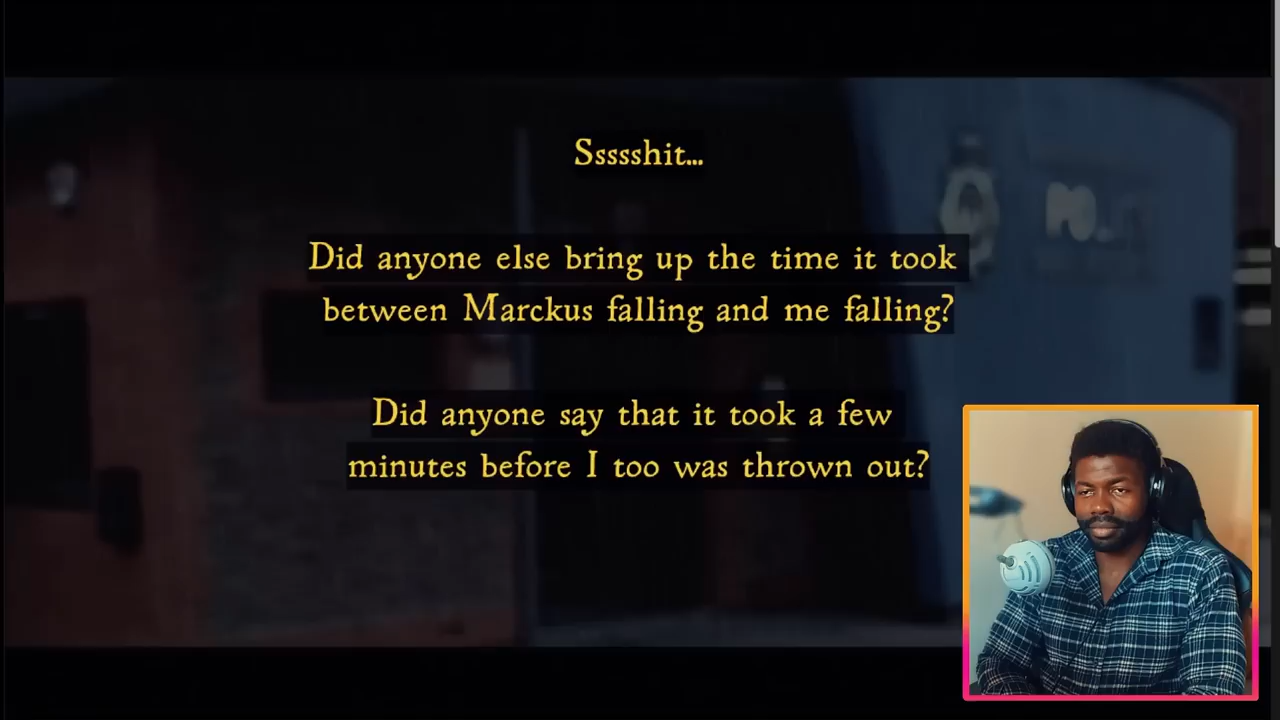 Ssssshit...
Did anyone else bring up the time it took
between Marckus falling and me falling?
Did anyone say that it took a few
minutes before I too was thrown out?